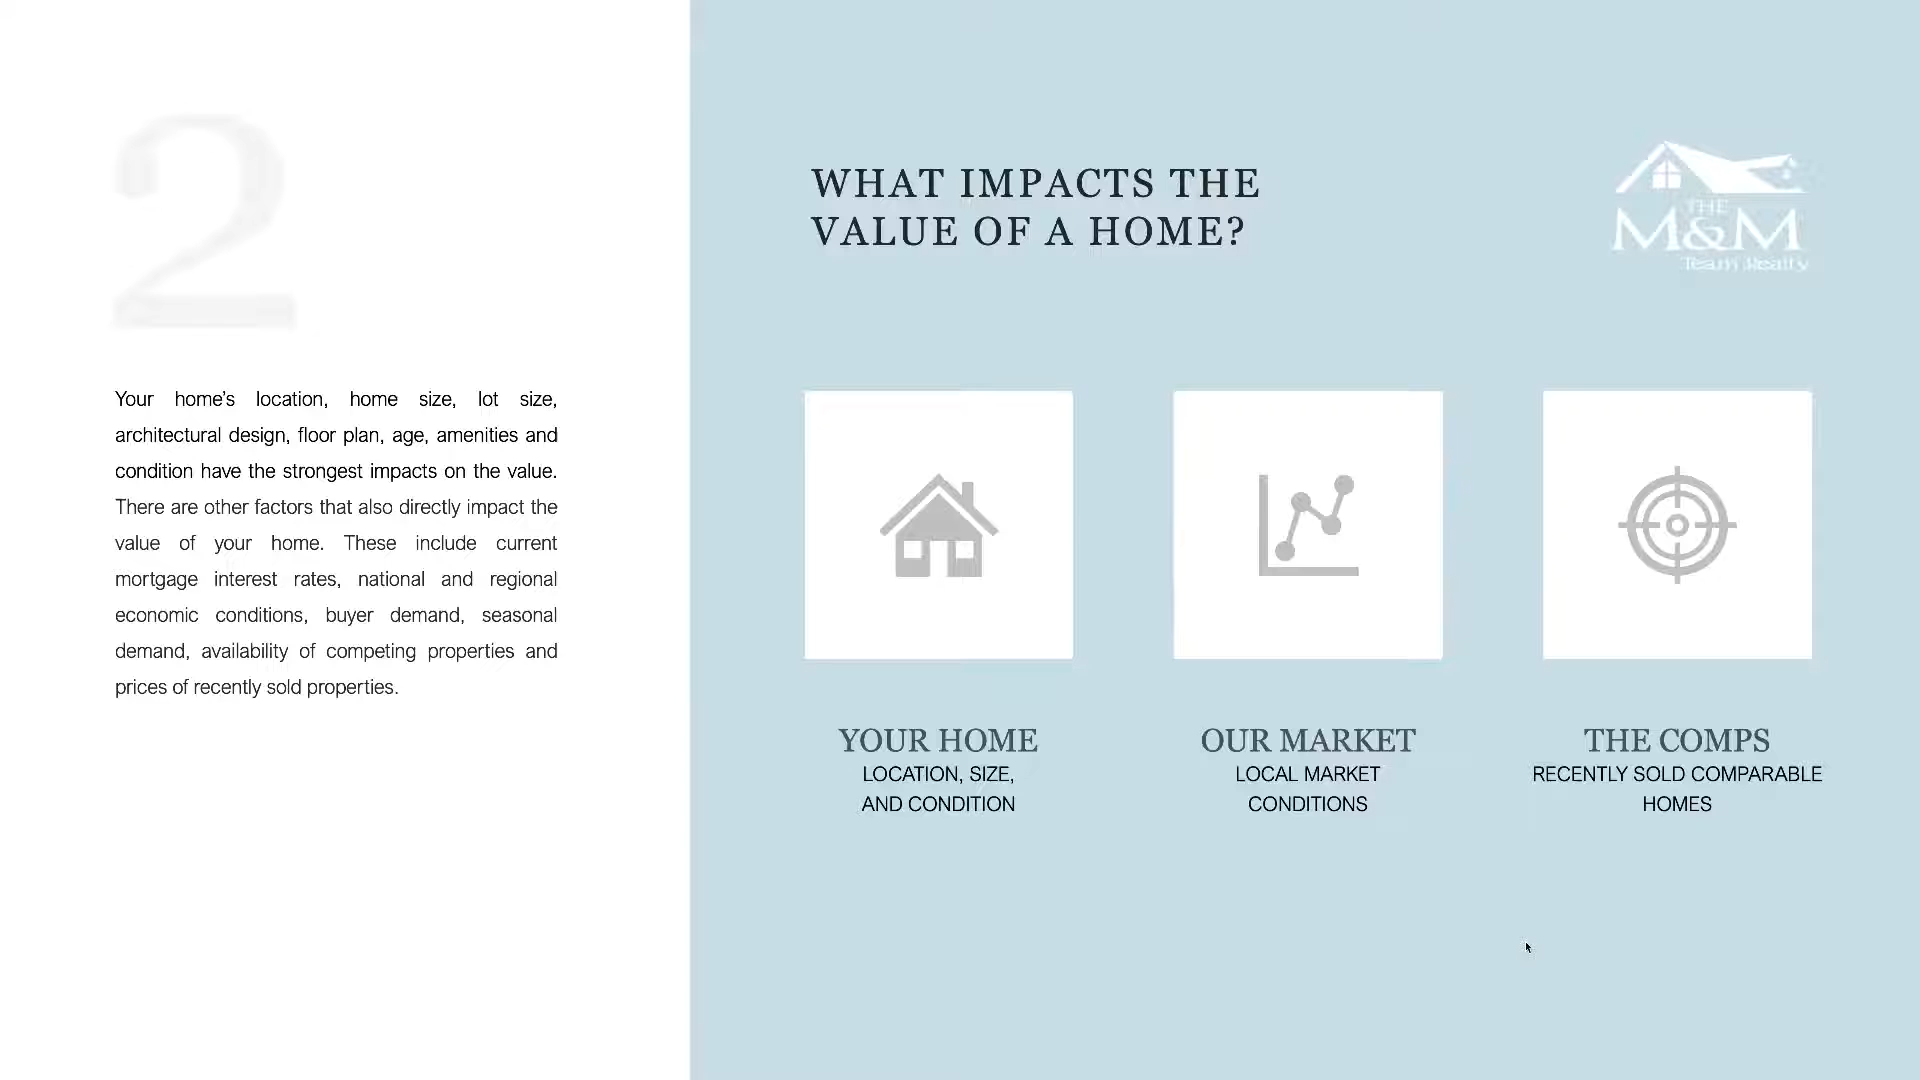 2
Your home's location, home size, lot size,
architectural design, floor plan, age, amenities and
condition have the strongest impacts on the value.
There are other factors that also directly impact the
value of your home. These include current
mortgage interest rates, national and regional
economic conditions, buyer demand, seasonal
demand, availability of competing properties and
prices of recently sold properties.
WHAT IMPACTS THE
VALUE OF A HOME?
THE
M&M
Team Realty
YOUR HOME
LOCATION, SIZE,
AND CONDITION
OUR MARKET
LOCAL MARKET
CONDITIONS
THE COMPS
RECENTLY SOLD COMPARABLE
HOMES